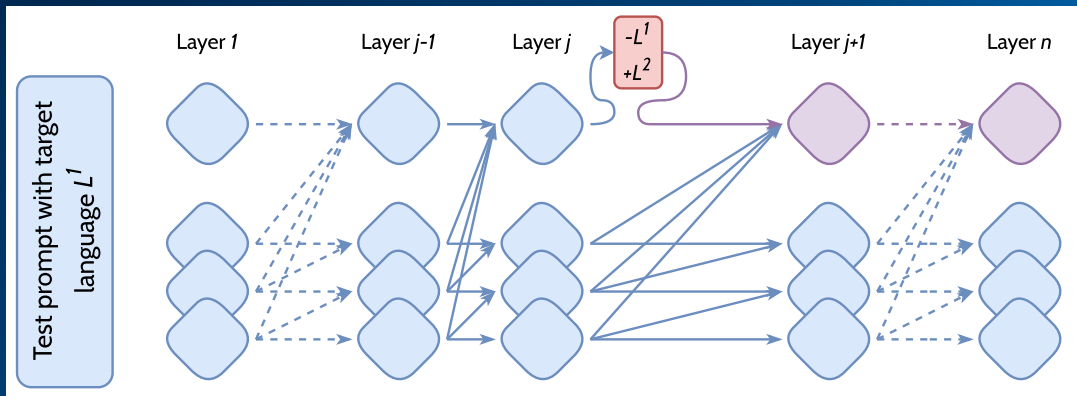 Layer 1
Layer j-1
Layer j
-L¹
+L²
Layer j+1
Layer n
Test prompt with target
language L¹